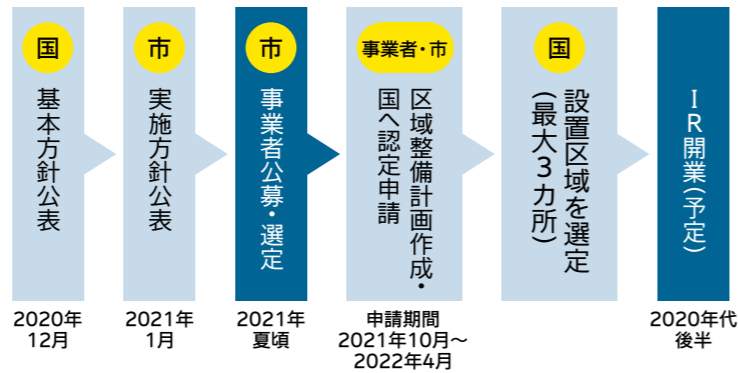 国
基本方針公表
2020年
12月
市
実施方針公表
2021年
1月
市
事業者公募・選定
2021年
夏頃
事業者・市
区域整備計画作成・
国へ認定申請
申請期間
2021年10月～
2022年4月
国
設置区域を選定
(最大3カ所)
IR開業(予定)
2020年代
後半